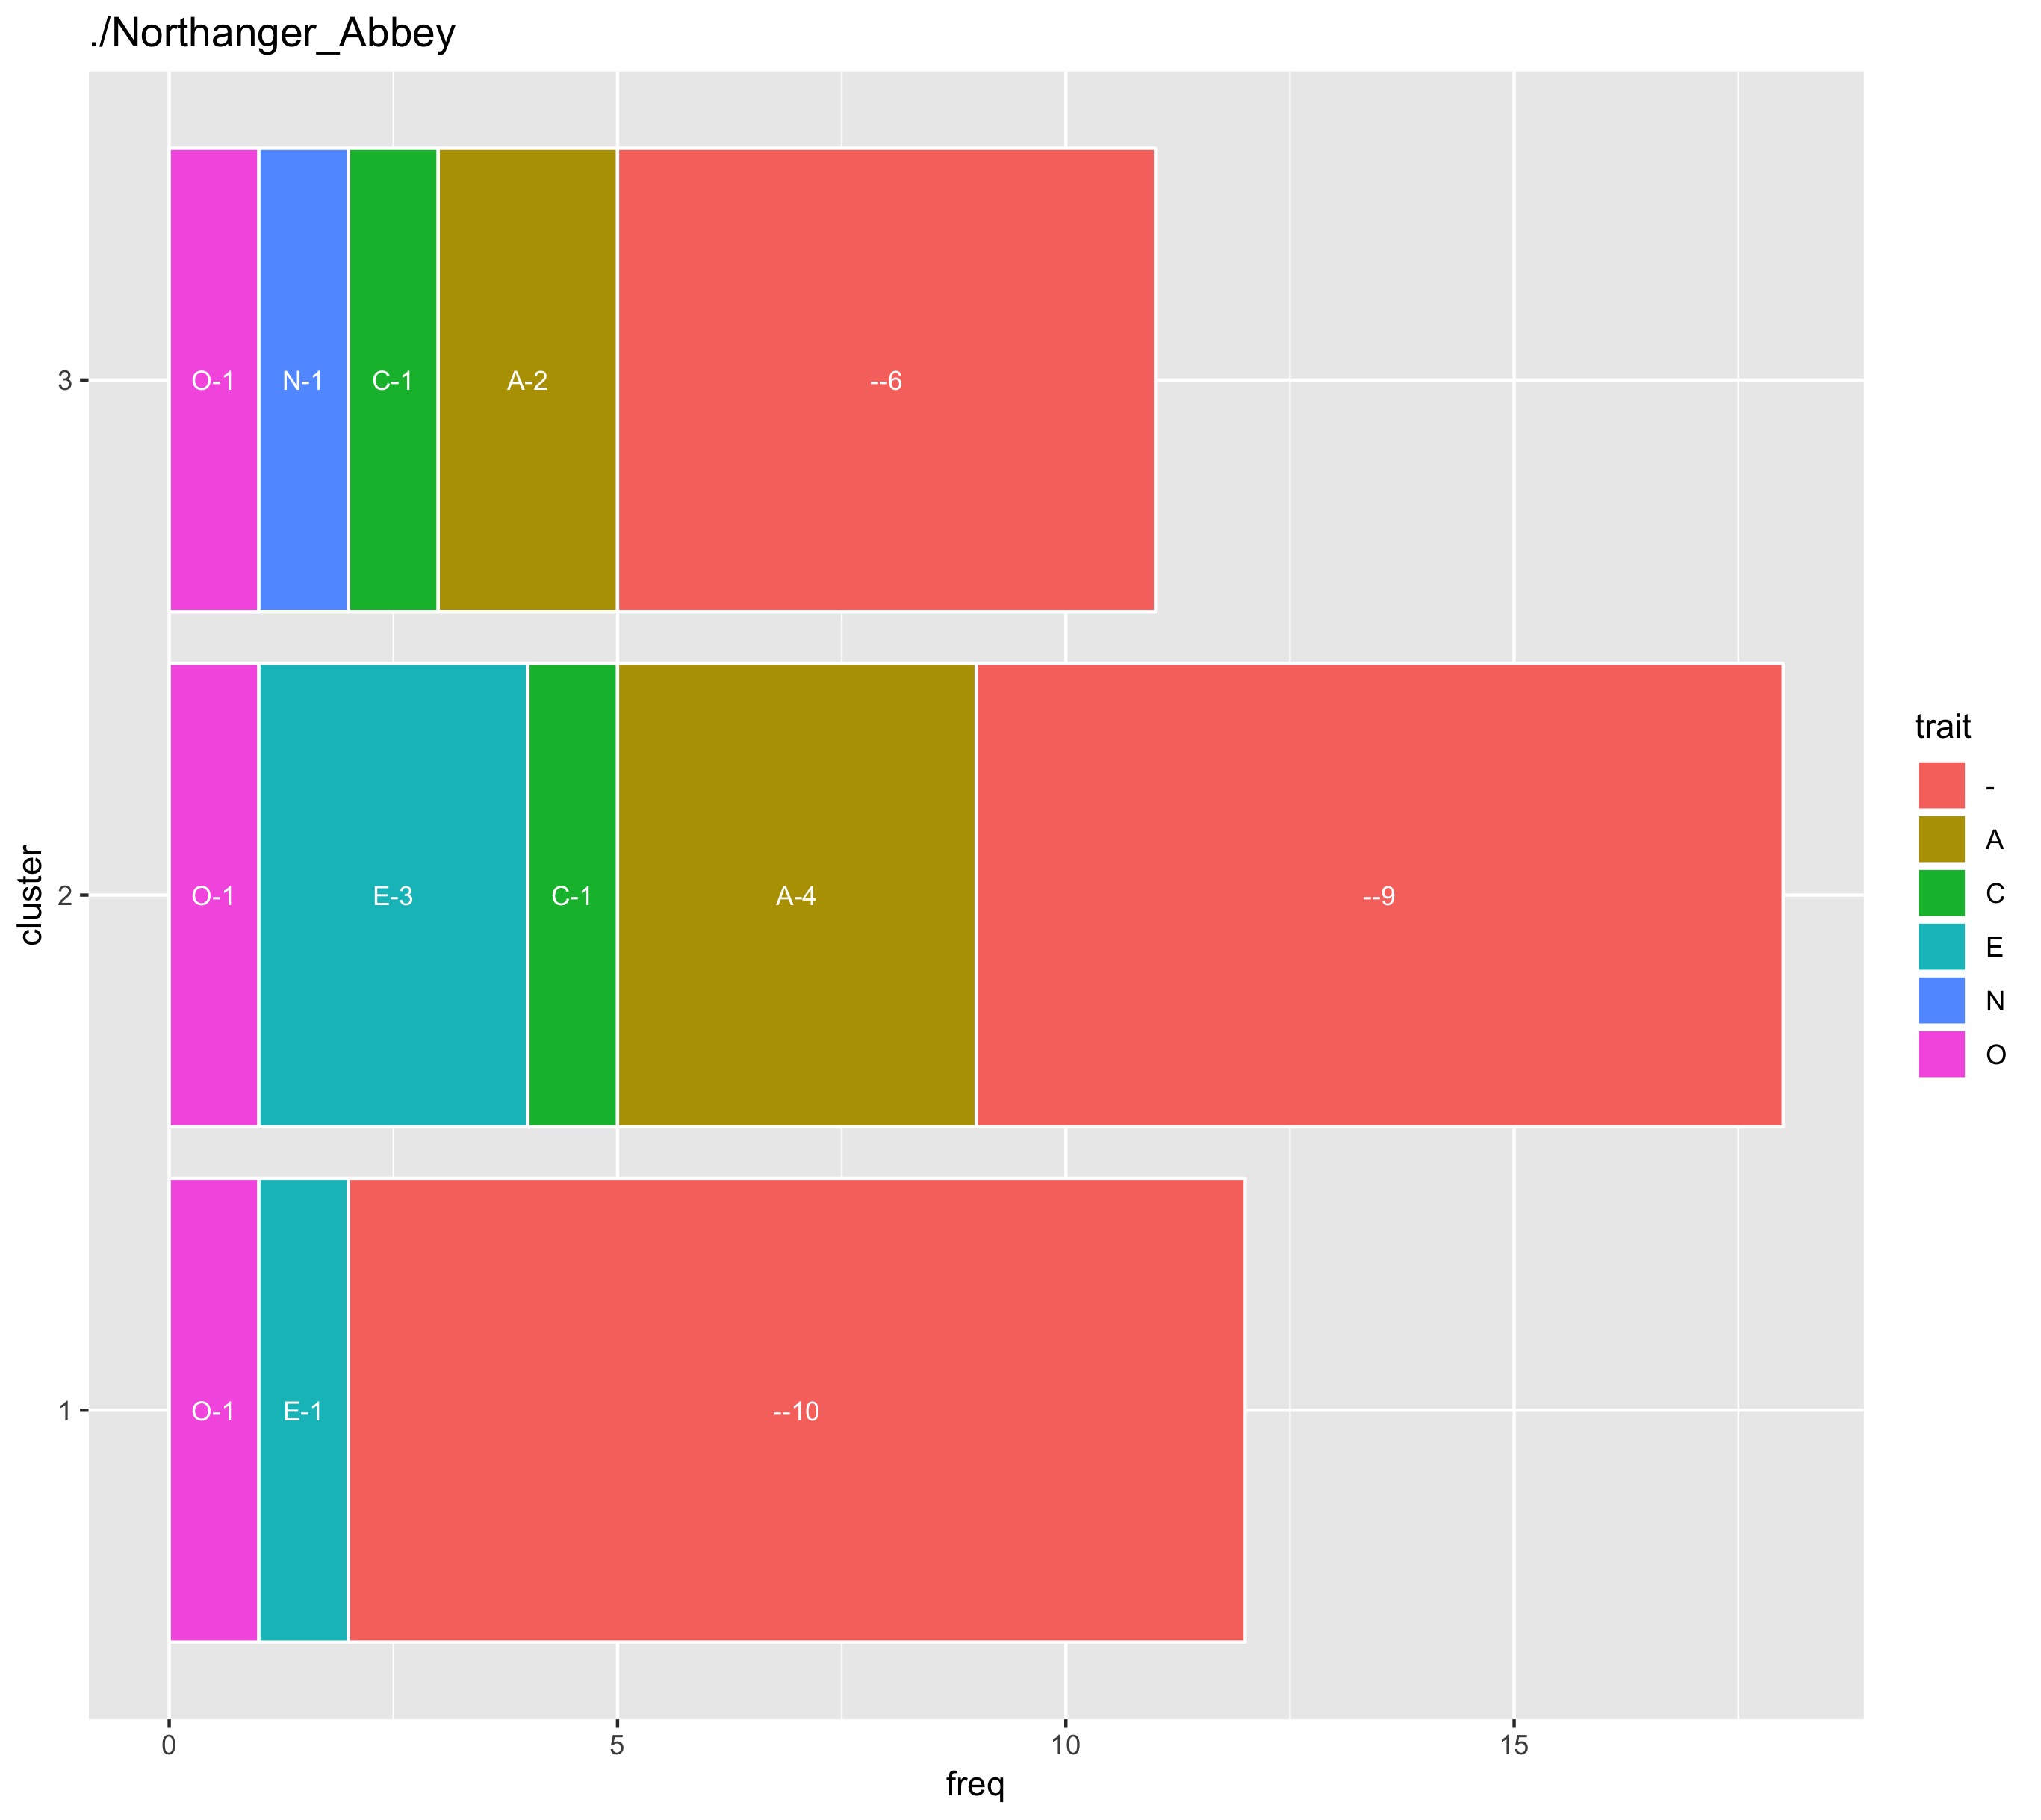 ./Northanger_Abbey
3
O-1 N-1 C-1 A-2 --6
2
O-1 E-3 C-1 A-4 --9
1
O-1 E-1 --10
cluster
0 5 10 15
freq
trait
-
A
C
E
N
O